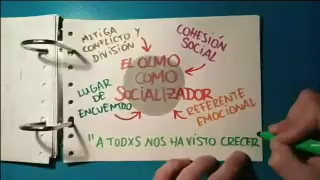 MITIGA
CONFLICTO Y
DIVISIÓN
COHESIÓN
SOCIAL
EL OLMO
COMO
SOCIALIZADOR
LUGAR
DE
ENCUENTRO
REFERENTE
EMOCIONAL
"A TODXS NOS HA VISTO CRECER